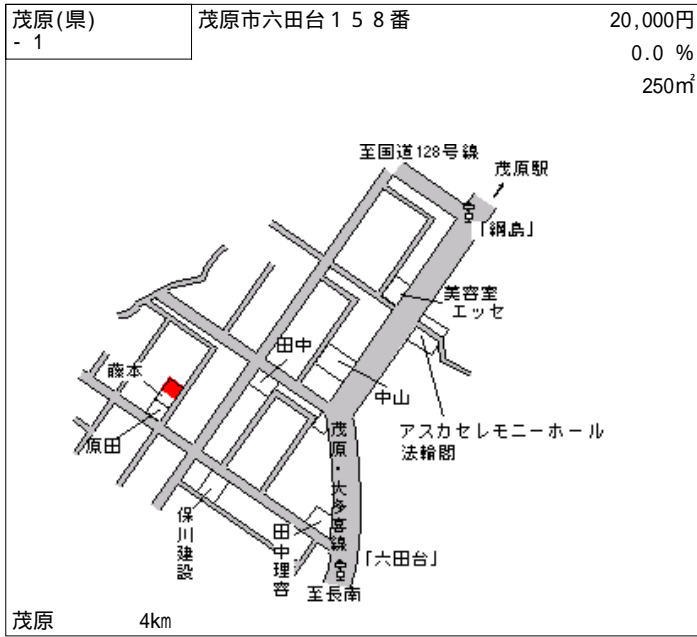 茂原(県)
- 1
茂原市六田台１５８番
20,000円
0.0 %
250㎡
至国道128号線
茂原駅
「綱島」
美容室
エッセ
田中
藤本
中山
アスカセレモニーホール
法輪閣
原田
茂原・大多喜線
保川建設
田中理容
「六田台」
至長南
茂原 4km